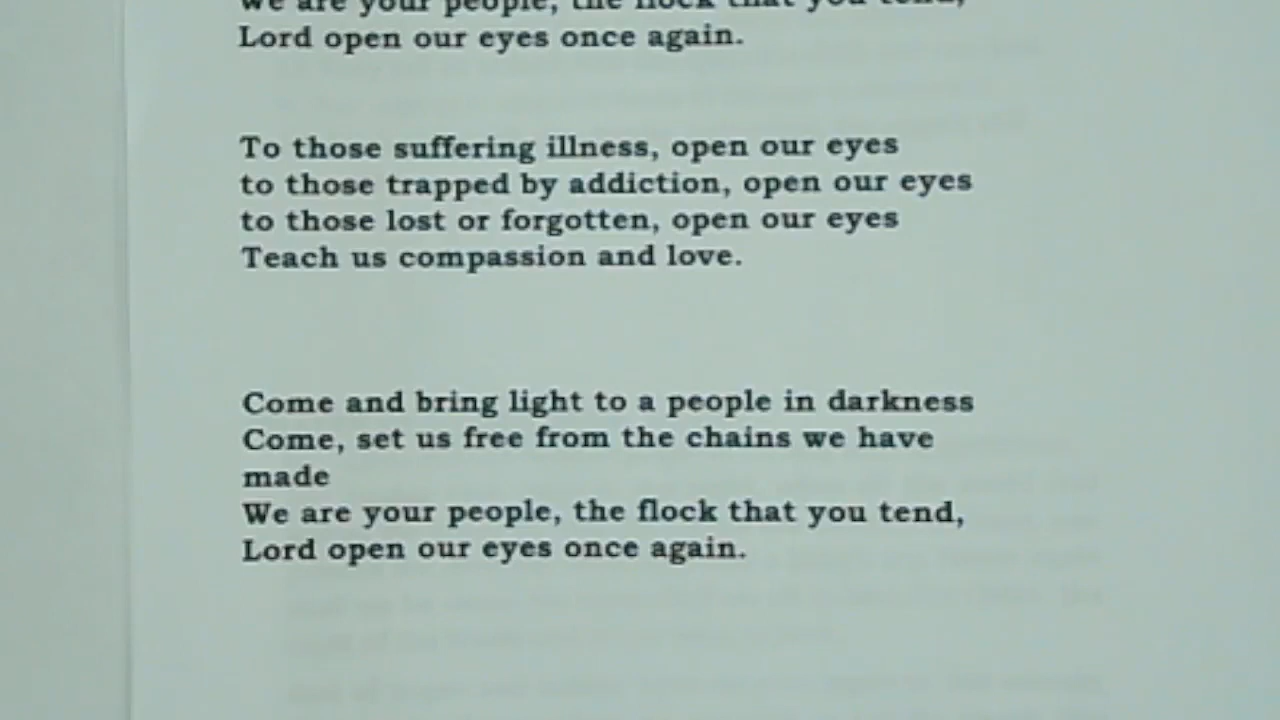 We are your people, the flock that you tend,
Lord open our eyes once again.
To those suffering illness, open our eyes
to those trapped by addiction, open our eyes
to those lost or forgotten, open our eyes
Teach us compassion and love.
Come and bring light to a people in darkness
Come, set us free from the chains we have
made
We are your people, the flock that you tend,
Lord open our eyes once again.